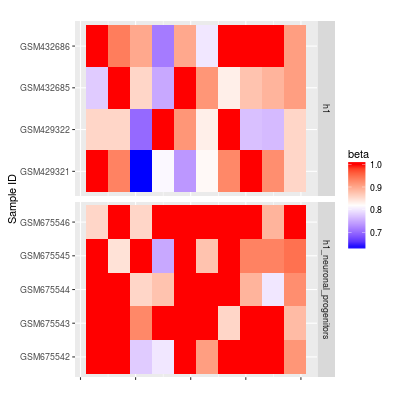 GSM432686
GSM432685
GSM429322
GSM429321
h1
GSM675546
GSM675545
GSM675544
GSM675543
GSM675542
h1_neuronal_progenitors
Sample ID
beta
1.0
0.9
0.8
0.7